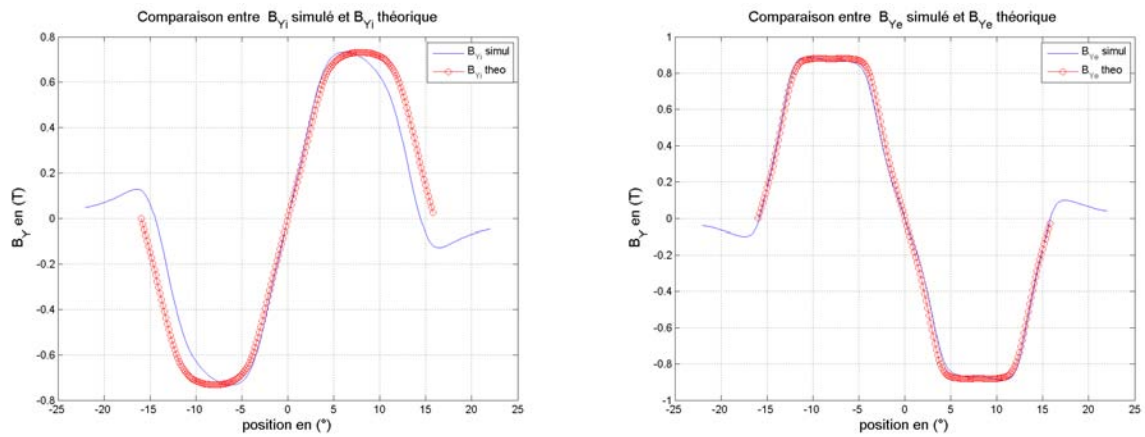 Comparaison entre B_Yi simulé et B_Yi théorique
B_Yi simul
B_Yi theo
B_Y en (T)
0.8
0.6
0.4
0.2
0
-0.2
-0.4
-0.6
-0.8
-25 -20 -15 -10 -5 0 5 10 15 20 25
position en (°)
Comparaison entre B_Ye simulé et B_Ye théorique
B_Ye simul
B_Ye theo
B_Y en (T)
1
0.8
0.6
0.4
0.2
0
-0.2
-0.4
-0.6
-0.8
-1
-25 -20 -15 -10 -5 0 5 10 15 20 25
position en (°)